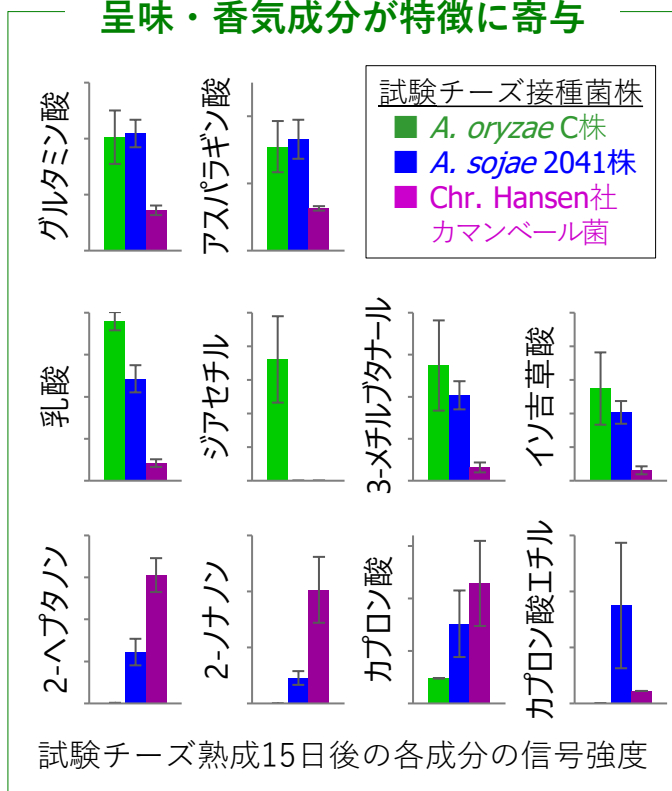 呈味・香気成分が特徴に寄与
グルタミン酸
アスパラギン酸
試験チーズ接種菌株
A. oryzae C株
A. sojae 2041株
Chr. Hansen社
カマンベール菌
乳酸
ジアセチル
3-メチルブタナール
イソ吉草酸
2-ヘプタノン
2-ノナノン
カプロン酸
カプロン酸エチル
試験チーズ熟成15日後の各成分の信号強度